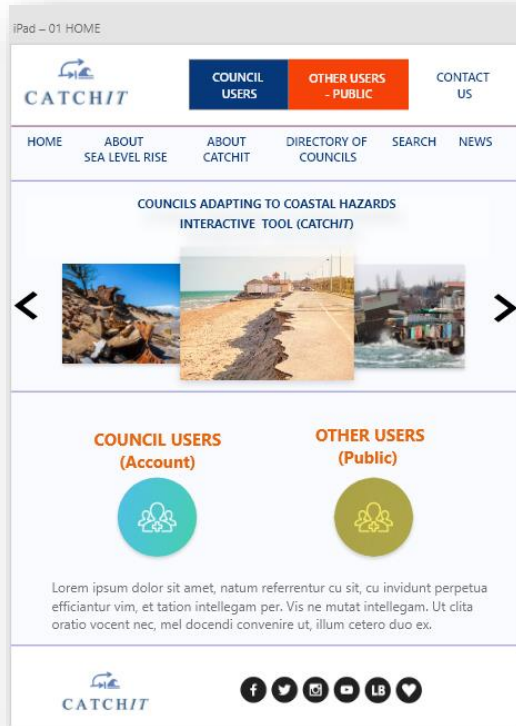 iPad – 01 HOME
CATCHIT
COUNCIL
USERS
OTHER USERS
- PUBLIC
CONTACT
US
HOME
ABOUT
SEA LEVEL RISE
ABOUT
CATCHIT
DIRECTORY OF
COUNCILS
SEARCH
NEWS
COUNCILS ADAPTING TO COASTAL HAZARDS
INTERACTIVE TOOL (CATCHIT)
COUNCIL USERS
(Account)
OTHER USERS
(Public)
Lorem ipsum dolor sit amet, natum referrentur cu sit, cu invidunt perpetua
efficiantur vim, et tation intellegam per. Vis ne mutat intellegam. Ut clita
oratio vocent nec, mel docendi convenire ut, illum cetero duo ex.
CATCHIT
LB